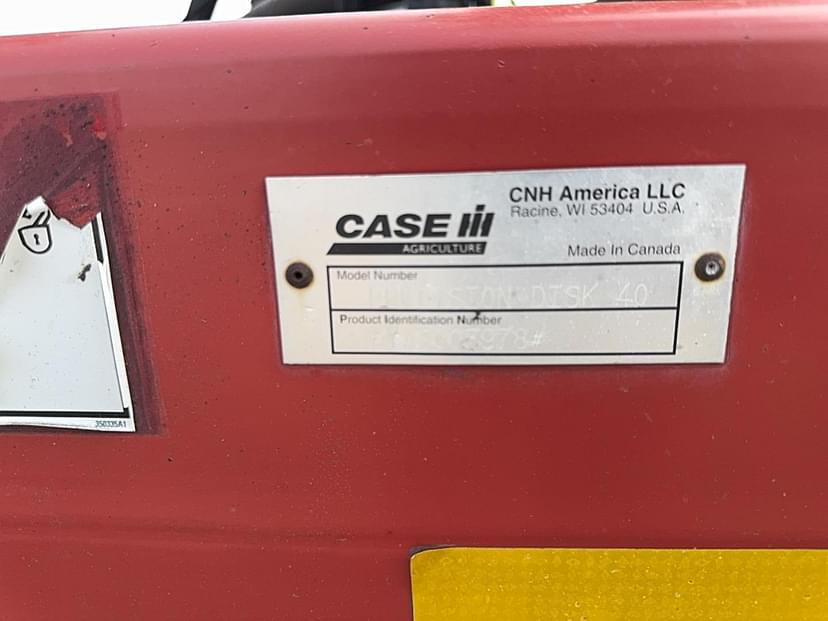 CNH America LLC
Racine, WI 53404 U.S.A.
CASE IH
AGRICULTURE
Made In Canada
Model Number
DISK 40
Product Identification Number
350335A1